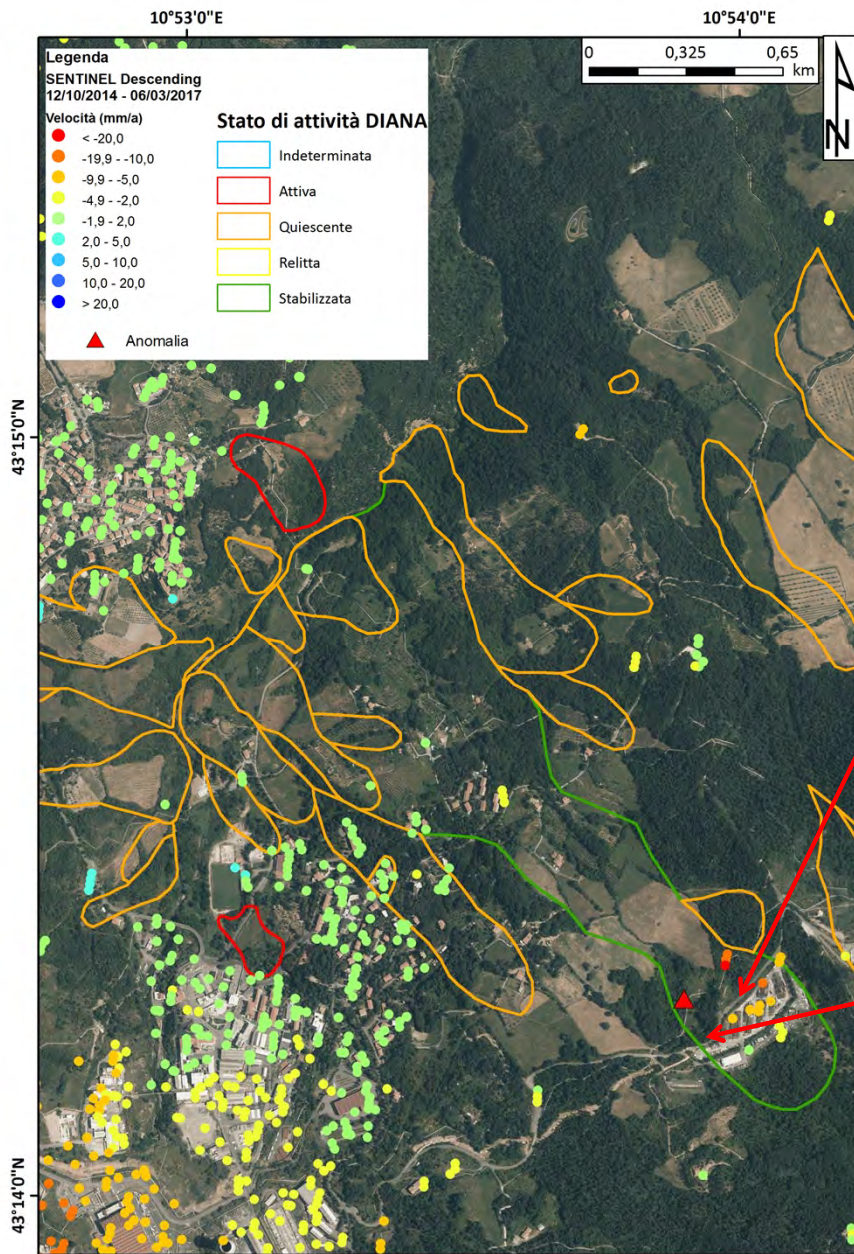 10°53'0"E
10°54'0"E
Legenda
SENTINEL Descending
12/10/2014 - 06/03/2017
Velocità (mm/a)
< -20,0
-19,9 - -10,0
-9,9 - -5,0
-4,9 - -2,0
-1,9 - 2,0
2,0 - 5,0
5,0 - 10,0
10,0 - 20,0
> 20,0
Anomalia
Stato di attività DIANA
Indeterminata
Attiva
Quiescente
Relitta
Stabilizzata
0 0,325 0,65
km
N
43°15'0"N
43°14'0"N